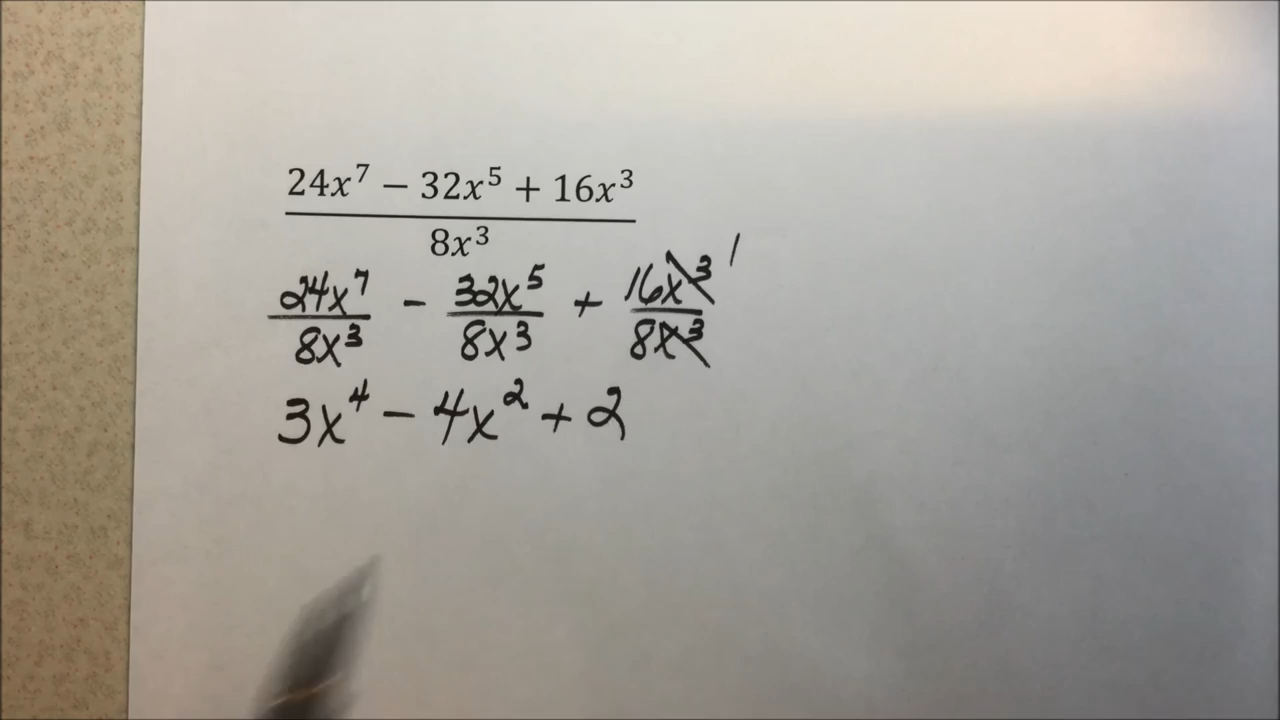 24x⁷ − 32x⁵ + 16x³
8x³
24x⁷ − 32x⁵ + 16x³ 1
8x³ 8x³ 8x³
3x⁴ − 4x² + 2